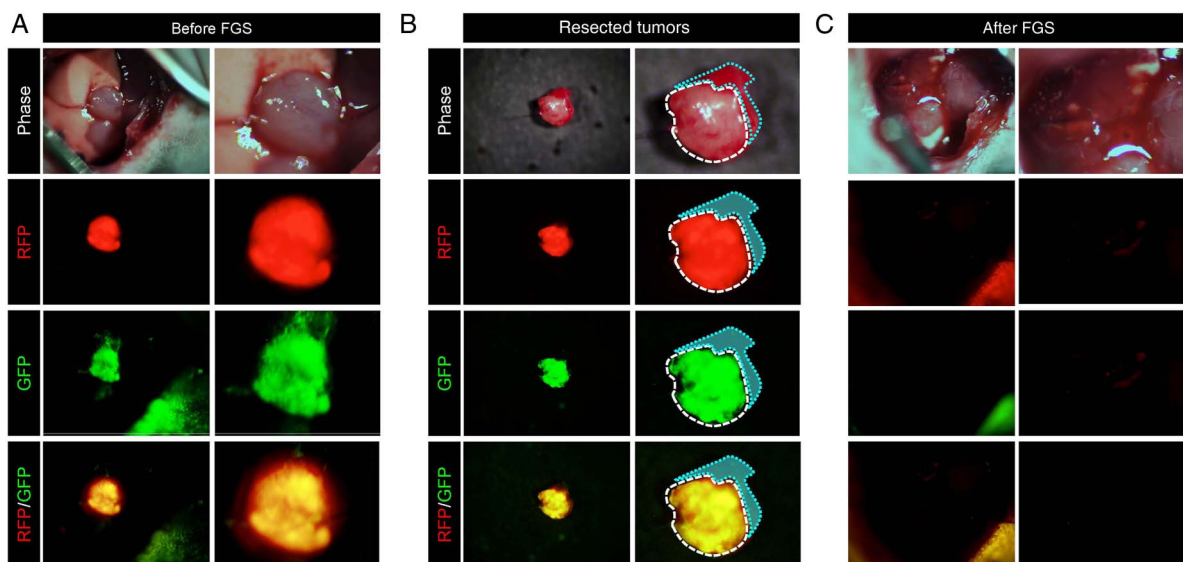 A
Before FGS
Phase
RFP
GFP
RFP/GFP
B
Resected tumors
Phase
RFP
GFP
RFP/GFP
C
After FGS